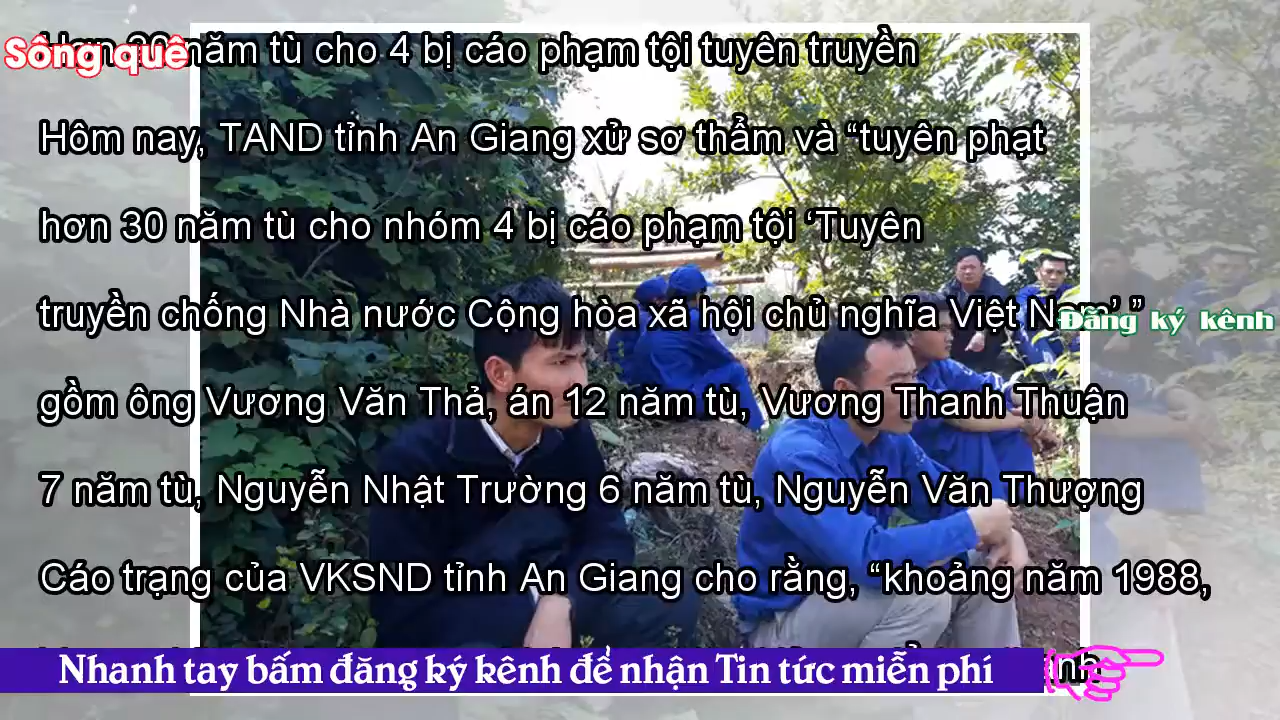 Sông quê
năm tù cho 4 bị cáo phạm tội tuyên truyền
Hôm nay, TAND tỉnh An Giang xử sơ thẩm và “tuyên phạt
hơn 30 năm tù cho nhóm 4 bị cáo phạm tội ‘Tuyên
truyền chống Nhà nước Cộng hòa xã hội chủ nghĩa Việt Nam’.”
Đăng ký kênh
gồm ông Vương Văn Thả, án 12 năm tù, Vương Thanh Thuận
7 năm tù, Nguyễn Nhật Trường 6 năm tù, Nguyễn Văn Thượng
Cáo trạng của VKSND tỉnh An Giang cho rằng, “khoảng năm 1988,
Nhanh tay bấm đăng ký kênh để nhận Tin tức miễn phí